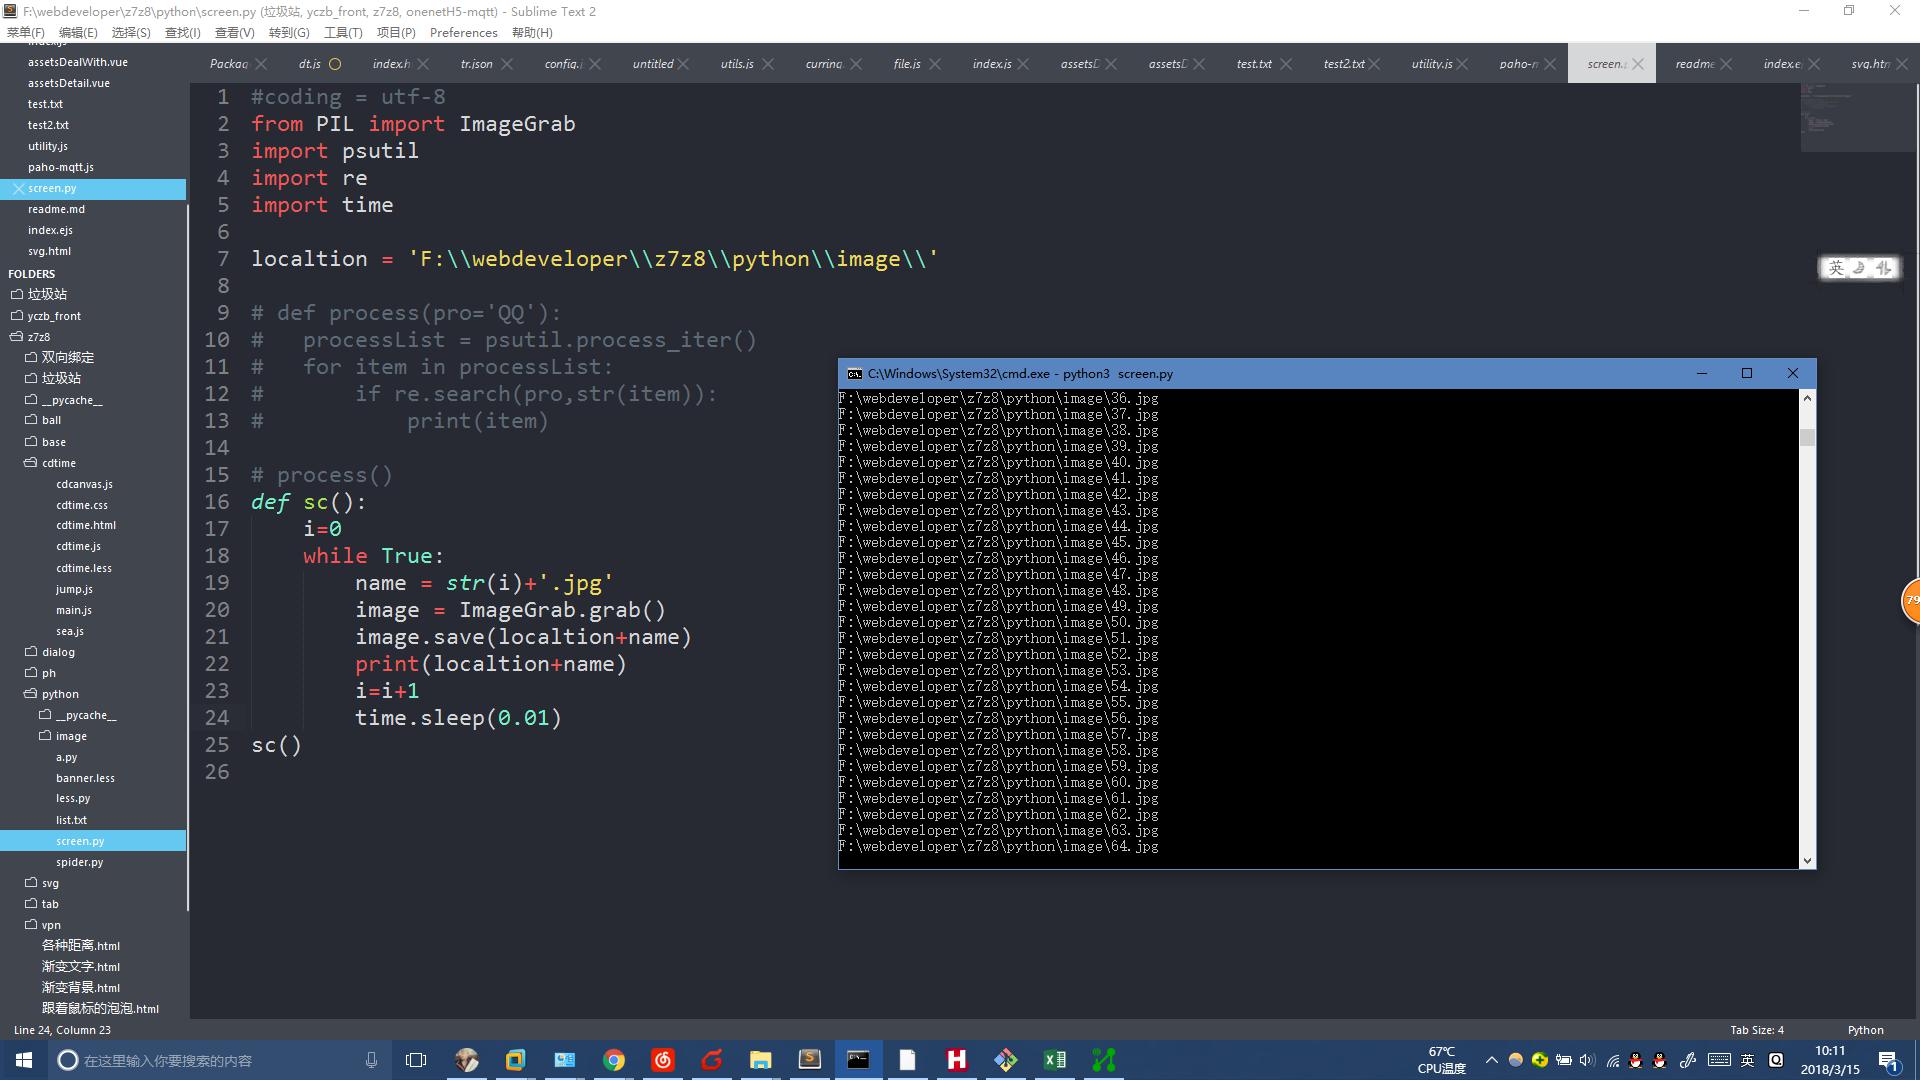 F:\webdeveloper\z7z8\python\screen.py (垃圾站, yczb_front, z7z8, onenetH5-mqtt) - Sublime Text 2
菜单(F) 编辑(E) 选择(S) 查找(I) 查看(V) 转到(G) 工具(T) 项目(P) Preferences 帮助(H)
Packag dt.js index.h tr.json config.j untitled utils.js curring. file.js index.js assetsD assetsD test.txt test2.txt utility.js paho-m screen. readme index.e svg.htm
index.js
assetsDealWith.vue
assetsDetail.vue
test.txt
test2.txt
utility.js
paho-mqtt.js
screen.py
readme.md
index.ejs
svg.html
FOLDERS
垃圾站
yczb_front
z7z8
双向绑定
垃圾站
__pycache__
ball
base
cdtime
cdcanvas.js
cdtime.css
cdtime.html
cdtime.js
cdtime.less
jump.js
main.js
sea.js
dialog
ph
python
__pycache__
image
a.py
banner.less
less.py
list.txt
screen.py
spider.py
svg
tab
vpn
各种距离.html
渐变文字.html
渐变背景.html
跟着鼠标的泡泡.html
1 #coding = utf-8
2 from PIL import ImageGrab
3 import psutil
4 import re
5 import time
6
7 localtion = 'F:\\webdeveloper\\z7z8\\python\\image\\'
8
9 # def process(pro='QQ'):
10 #   processList = psutil.process_iter()
11 #   for item in processList:
12 #       if re.search(pro,str(item)):
13 #           print(item)
14
15 # process()
16 def sc():
17     i=0
18     while True:
19         name = str(i)+'.jpg'
20         image = ImageGrab.grab()
21         image.save(localtion+name)
22         print(localtion+name)
23         i=i+1
24         time.sleep(0.01)
25 sc()
26
英
79
C:\Windows\System32\cmd.exe - python3 screen.py
F:\webdeveloper\z7z8\python\image\36.jpg
F:\webdeveloper\z7z8\python\image\37.jpg
F:\webdeveloper\z7z8\python\image\38.jpg
F:\webdeveloper\z7z8\python\image\39.jpg
F:\webdeveloper\z7z8\python\image\40.jpg
F:\webdeveloper\z7z8\python\image\41.jpg
F:\webdeveloper\z7z8\python\image\42.jpg
F:\webdeveloper\z7z8\python\image\43.jpg
F:\webdeveloper\z7z8\python\image\44.jpg
F:\webdeveloper\z7z8\python\image\45.jpg
F:\webdeveloper\z7z8\python\image\46.jpg
F:\webdeveloper\z7z8\python\image\47.jpg
F:\webdeveloper\z7z8\python\image\48.jpg
F:\webdeveloper\z7z8\python\image\49.jpg
F:\webdeveloper\z7z8\python\image\50.jpg
F:\webdeveloper\z7z8\python\image\51.jpg
F:\webdeveloper\z7z8\python\image\52.jpg
F:\webdeveloper\z7z8\python\image\53.jpg
F:\webdeveloper\z7z8\python\image\54.jpg
F:\webdeveloper\z7z8\python\image\55.jpg
F:\webdeveloper\z7z8\python\image\56.jpg
F:\webdeveloper\z7z8\python\image\57.jpg
F:\webdeveloper\z7z8\python\image\58.jpg
F:\webdeveloper\z7z8\python\image\59.jpg
F:\webdeveloper\z7z8\python\image\60.jpg
F:\webdeveloper\z7z8\python\image\61.jpg
F:\webdeveloper\z7z8\python\image\62.jpg
F:\webdeveloper\z7z8\python\image\63.jpg
F:\webdeveloper\z7z8\python\image\64.jpg
Line 24, Column 23 Tab Size: 4 Python
在这里输入你要搜索的内容
67℃
CPU温度
英
10:11
2018/3/15
1